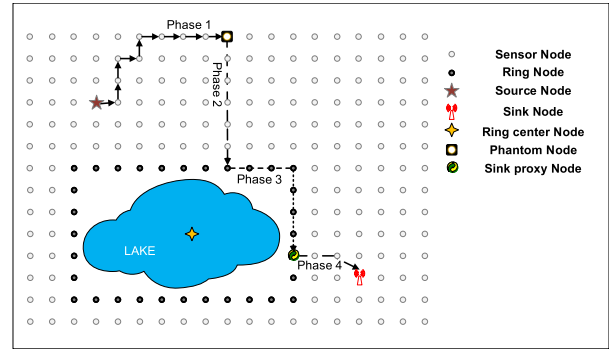 Phase 1
Phase 2
Phase 3
LAKE
Phase 4
Sensor Node
Ring Node
Source Node
Sink Node
Ring center Node
Phantom Node
Sink proxy Node